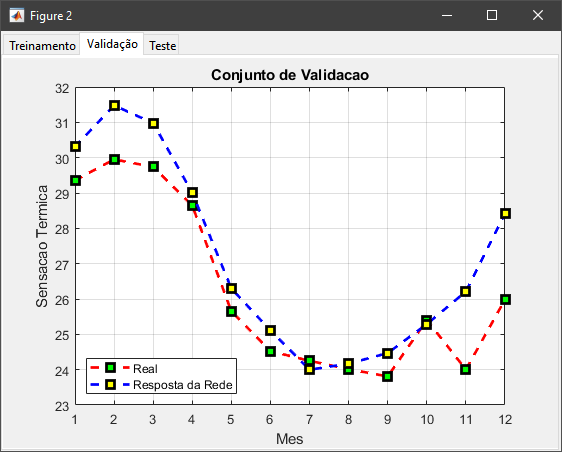 Figure 2
Treinamento Validação Teste
Conjunto de Validacao
Sensacao Termica
32
31
30
29
28
27
26
25
24
23
Real
Resposta da Rede
1 2 3 4 5 6 7 8 9 10 11 12
Mes